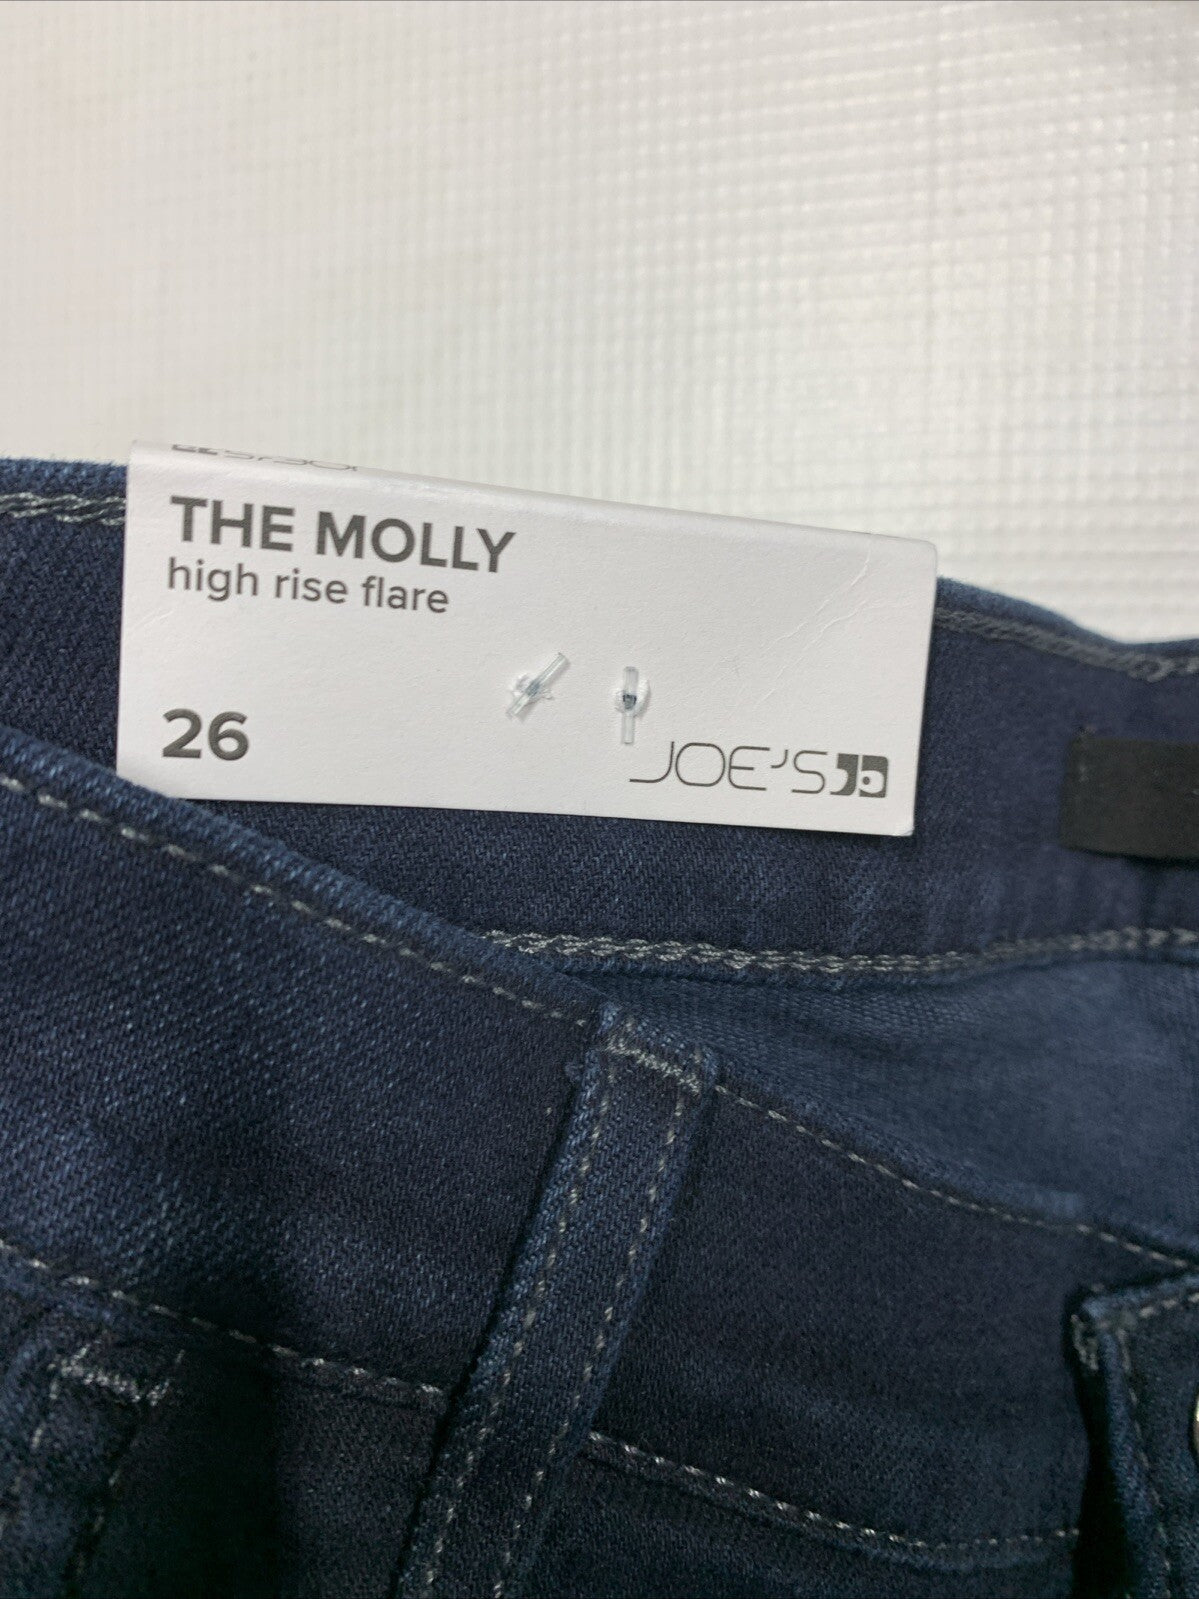 THE MOLLY
high rise flare
26
JOE'S